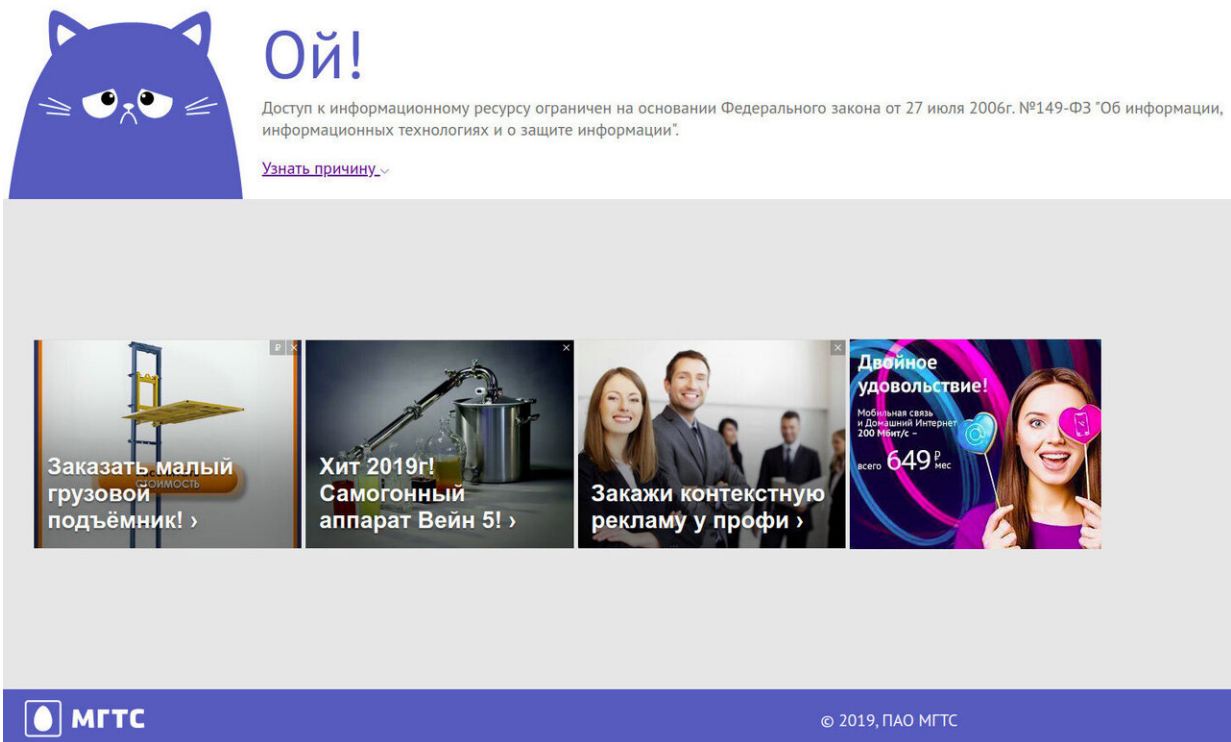 Ой!
Доступ к информационному ресурсу ограничен на основании Федерального закона от 27 июля 2006г. №149-ФЗ "Об информации,
информационных технологиях и о защите информации".
Узнать причину
Заказать малый
грузовой
подъёмник! ›
СТОИМОСТЬ
Хит 2019г!
Самогонный
аппарат Вейн 5! ›
Закажи контекстную
рекламу у профи ›
Двойное
удовольствие!
Мобильная связь
и Домашний Интернет
200 Мбит/с –
всего 649 ₽ мес
МГТС
© 2019, ПАО МГТС